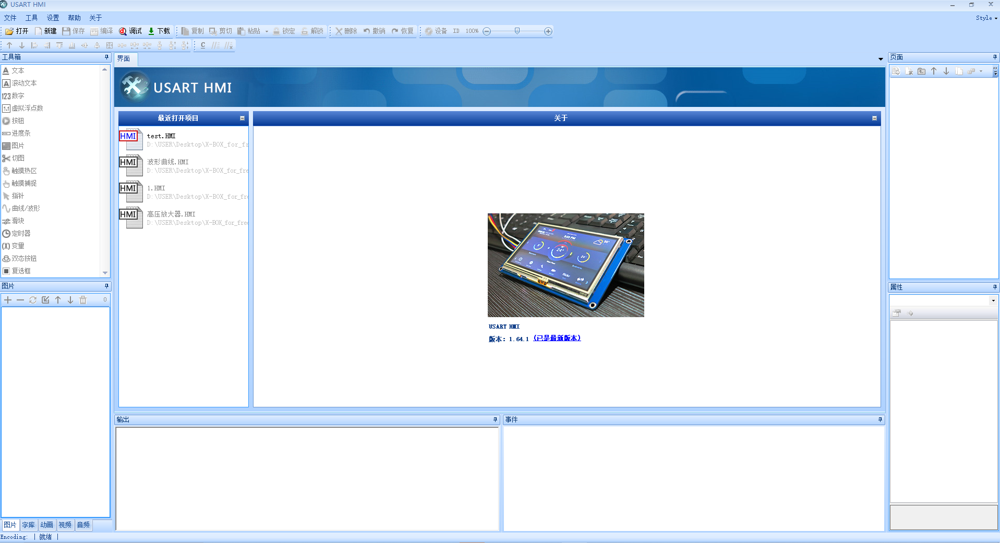 USART HMI
文件 工具 设置 帮助 关于
Style
打开 新建 保存 编译 调试 下载 复制 剪切 粘贴 锁定 解锁 删除 撤销 恢复 设备 ID 100%
C
工具箱
文本
滚动文本
123 数字
1.1 虚拟浮点数
按钮
进度条
图片
切图
触摸热区
触摸捕捉
指针
曲线/波形
滑块
定时器
(X) 变量
双态按钮
复选框
图片
0
图片 字库 动画 视频 音频
Encoding: | 就绪 |
界面
USART HMI
最近打开项目
HMI test.HMI
D:\USER\Desktop\X-BOX_for_fr
HMI 波形曲线.HMI
D:\USER\Desktop\X-BOX_for_fre
HMI 1.HMI
D:\USER\Desktop\X-BOX_for_fre
HMI 高压放大器.HMI
D:\USER\Desktop\X-BOX_for_free
关于
3:53 PM
24°
flickr
USART HMI
版本: 1.64.1 (已是最新版本)
输出
事件
页面
属性